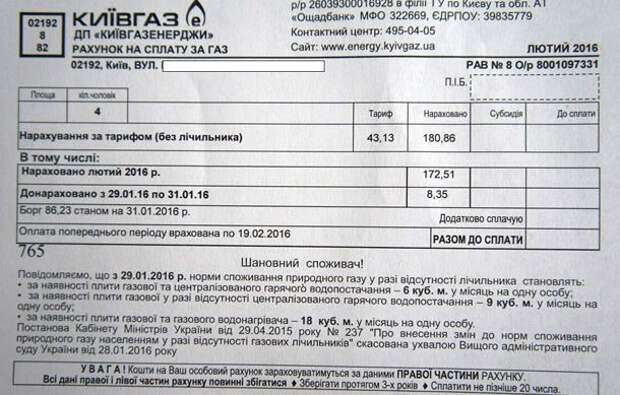 02192
8
82
КИЇВГАЗ
ДП «КИЇВГАЗЕНЕРДЖИ»
РАХУНОК НА СПЛАТУ ЗА ГАЗ
р/р 26039300016928 в філії ГУ по Києву та обл. АТ
«Ощадбанк» МФО 322669, ЄДРПОУ: 39835779
Контактний центр: 495-04-05
Сайт: www.energy.kyivgaz.ua
ЛЮТИЙ 2016
02192, Київ, ВУЛ.
РАВ № 8 О/р 8001097331
П.І.Б.
Площа
кіл.чоловік
4
Тариф
Нараховано
Субсидія
До сплати
Нарахування за тарифом (без лічильника)
43,13
180,86
В тому числі:
Нараховано лютий 2016 р.
172,51
Донараховано з 29.01.16 по 31.01.16
8,35
Борг 86,23 станом на 31.01.2016 р.
Додатково сплачую
Оплата попереднього періоду врахована по 19.02.2016
РАЗОМ ДО СПЛАТИ
765
Шановний споживач!
Повідомляємо, що з 29.01.2016 р. норми споживання природного газу у разі відсутності лічильника становлять:
• за наявності плити газової та централізованого гарячого водопостачання – 6 куб. м. у місяць на одну особу;
• за наявності плити газової у разі відсутності централізованого гарячого водопостачання – 9 куб. м. у місяць на одну особу;
• за наявності плити газової та газового водонагрівача – 18 куб. м. у місяць на одну особу.
Постанова Кабінету Міністрів України від 29.04.2015 року № 237 "Про внесення змін до норм споживання
природного газу населенням у разі відсутності газових лічильників" скасована ухвалою Вищого адміністративного
суду України від 28.01.2016 року
УВАГА! Кошти на Ваш особовий рахунок зараховуватимуться за даними ПРАВОЇ ЧАСТИНИ РАХУНКУ.
Всі дані правої і лівої частин рахунку повинні збігатися ♦ Зберігати протягом 3-х років ♦ Сплатити не пізніше 20 числа.